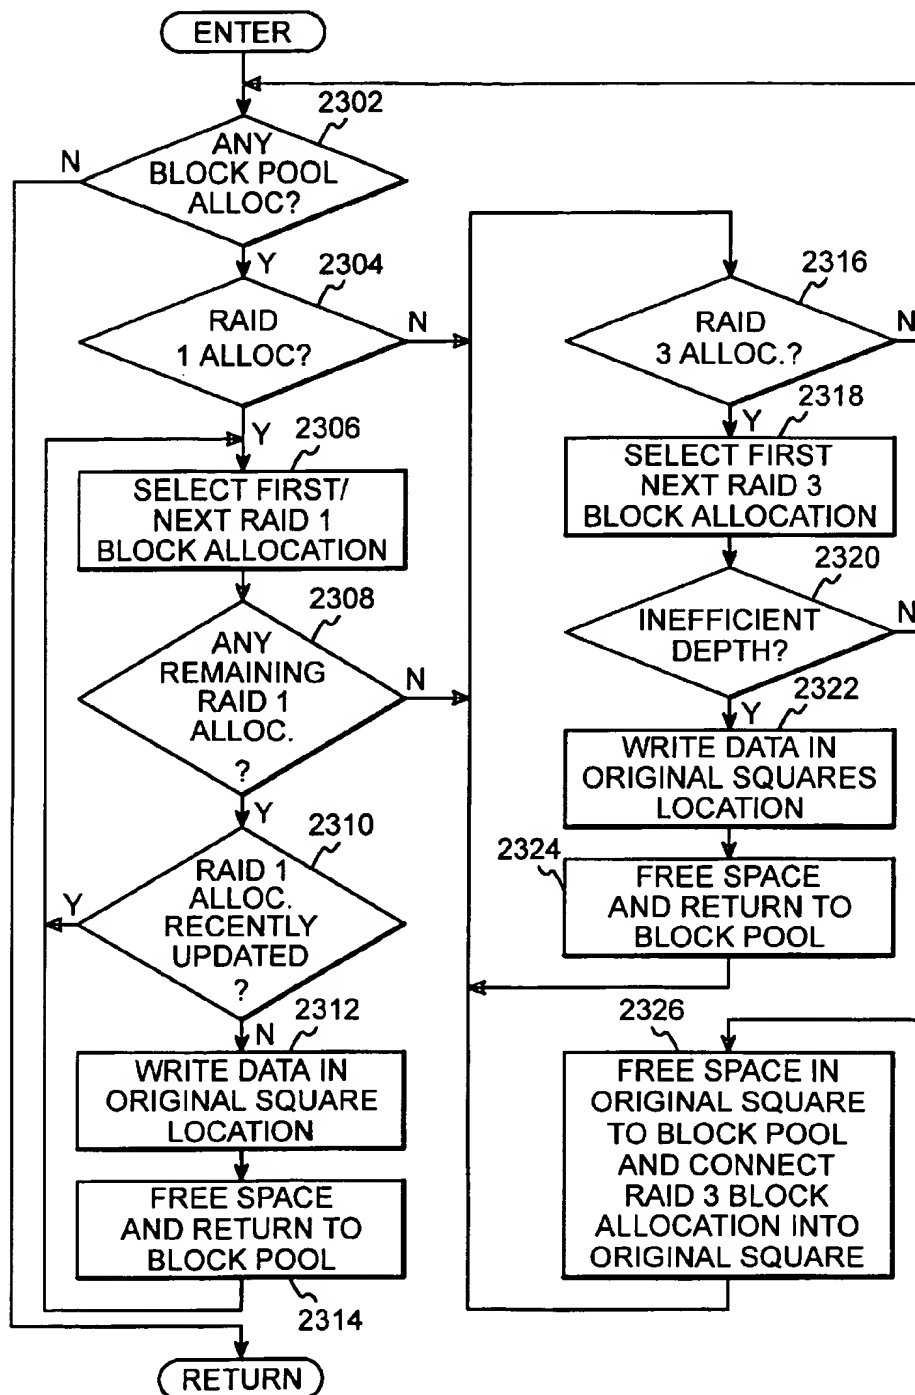 ENTER
2302
N
ANY
BLOCK POOL
ALLOC?
Y
2304
RAID
1 ALLOC?
N
Y
2306
SELECT FIRST/
NEXT RAID 1
BLOCK ALLOCATION
2308
ANY
REMAINING
RAID 1
ALLOC.
?
N
Y
2310
Y
RAID 1
ALLOC.
RECENTLY
UPDATED
?
N
2312
WRITE DATA IN
ORIGINAL SQUARE
LOCATION
FREE SPACE
AND RETURN TO
BLOCK POOL
2314
RETURN
2316
RAID
3 ALLOC.?
N
Y
2318
SELECT FIRST
NEXT RAID 3
BLOCK ALLOCATION
2320
INEFFICIENT
DEPTH?
N
Y
2322
WRITE DATA IN
ORIGINAL SQUARES
LOCATION
2324
FREE SPACE
AND RETURN TO
BLOCK POOL
2326
FREE SPACE IN
ORIGINAL SQUARE
TO BLOCK POOL
AND CONNECT
RAID 3 BLOCK
ALLOCATION INTO
ORIGINAL SQUARE